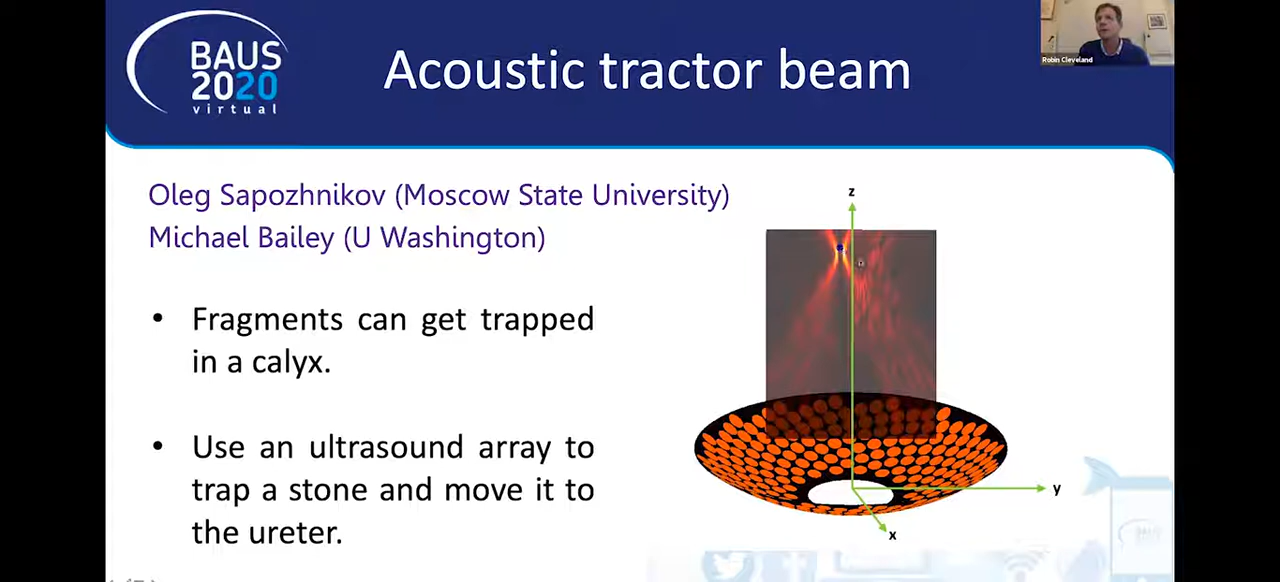 BAUS
2020
virtual
Acoustic tractor beam
Robin Cleveland
Oleg Sapozhnikov (Moscow State University)
Michael Bailey (U Washington)
• Fragments can get trapped
in a calyx.
• Use an ultrasound array to
trap a stone and move it to
the ureter.
z
y
x